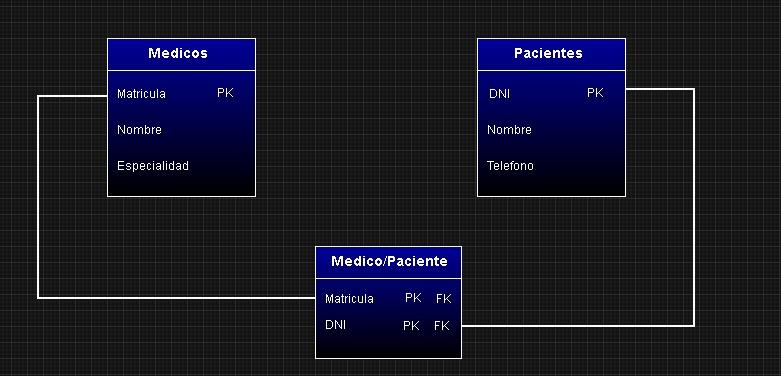 Medicos
Matricula PK
Nombre
Especialidad
Pacientes
DNI PK
Nombre
Telefono
Medico/Paciente
Matricula PK FK
DNI PK FK